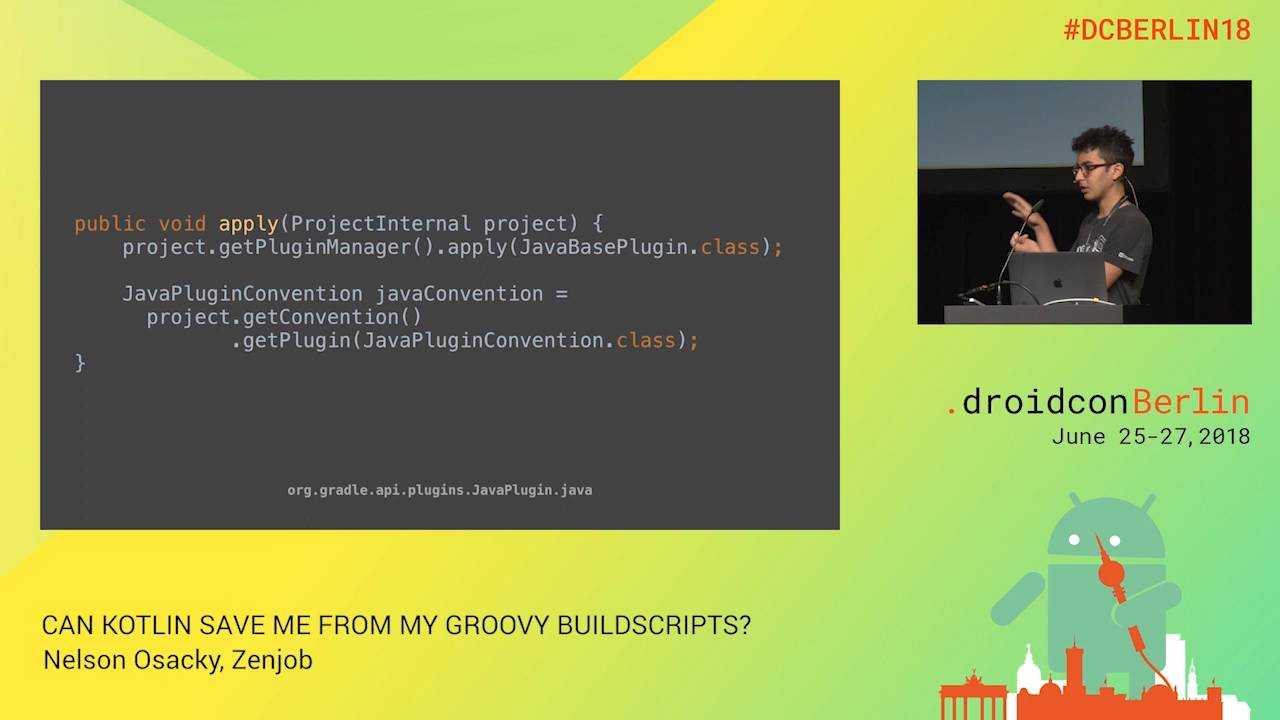 #DCBERLIN18
public void apply(ProjectInternal project) {
project.getPluginManager().apply(JavaBasePlugin.class);
JavaPluginConvention javaConvention =
project.getConvention()
.getPlugin(JavaPluginConvention.class);
}
org.gradle.api.plugins.JavaPlugin.java
.droidconBerlin
June 25-27, 2018
CAN KOTLIN SAVE ME FROM MY GROOVY BUILDSCRIPTS?
Nelson Osacky, Zenjob